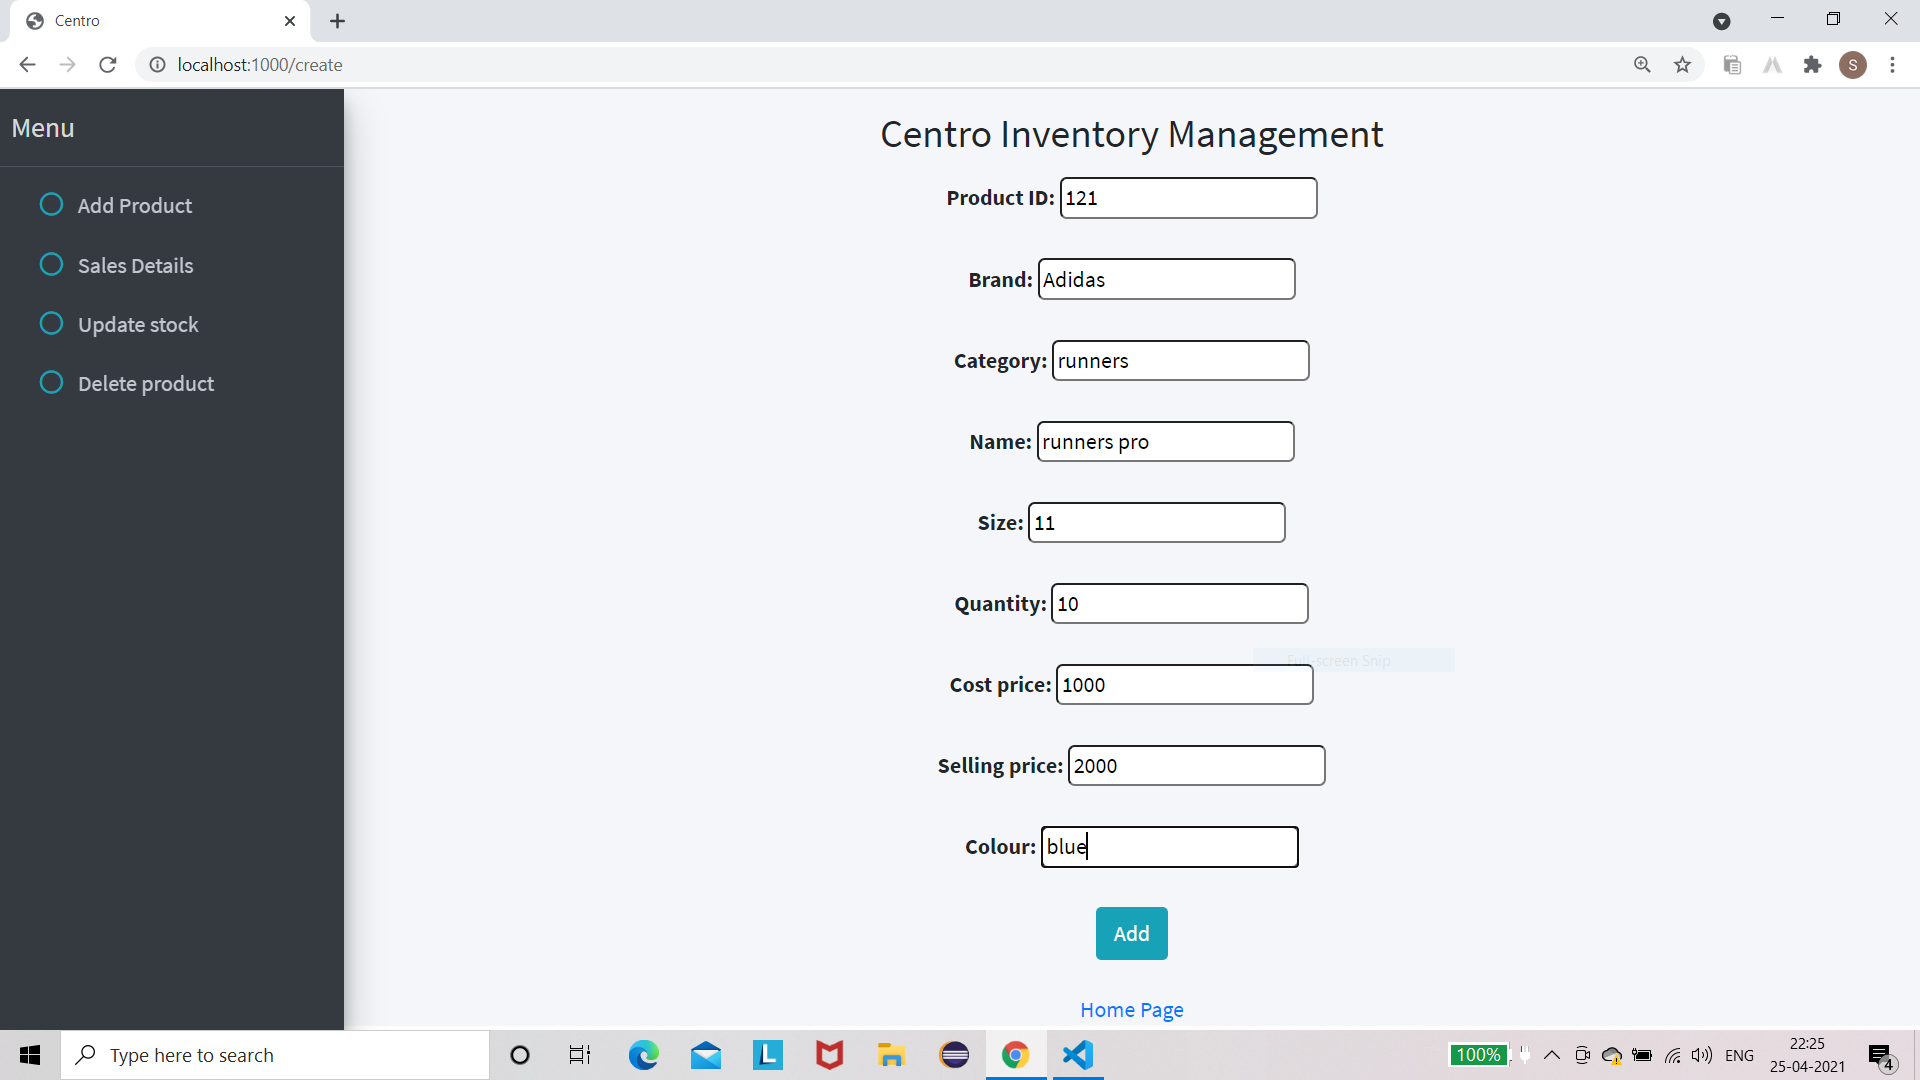 Centro
localhost:1000/create
S
Menu
Add Product
Sales Details
Update stock
Delete product
Centro Inventory Management
Product ID: 121
Brand: Adidas
Category: runners
Name: runners pro
Size: 11
Quantity: 10
Full-screen Snip
Cost price: 1000
Selling price: 2000
Colour: blue
Add
Home Page
Type here to search
L
100%
ENG
22:25
25-04-2021
4